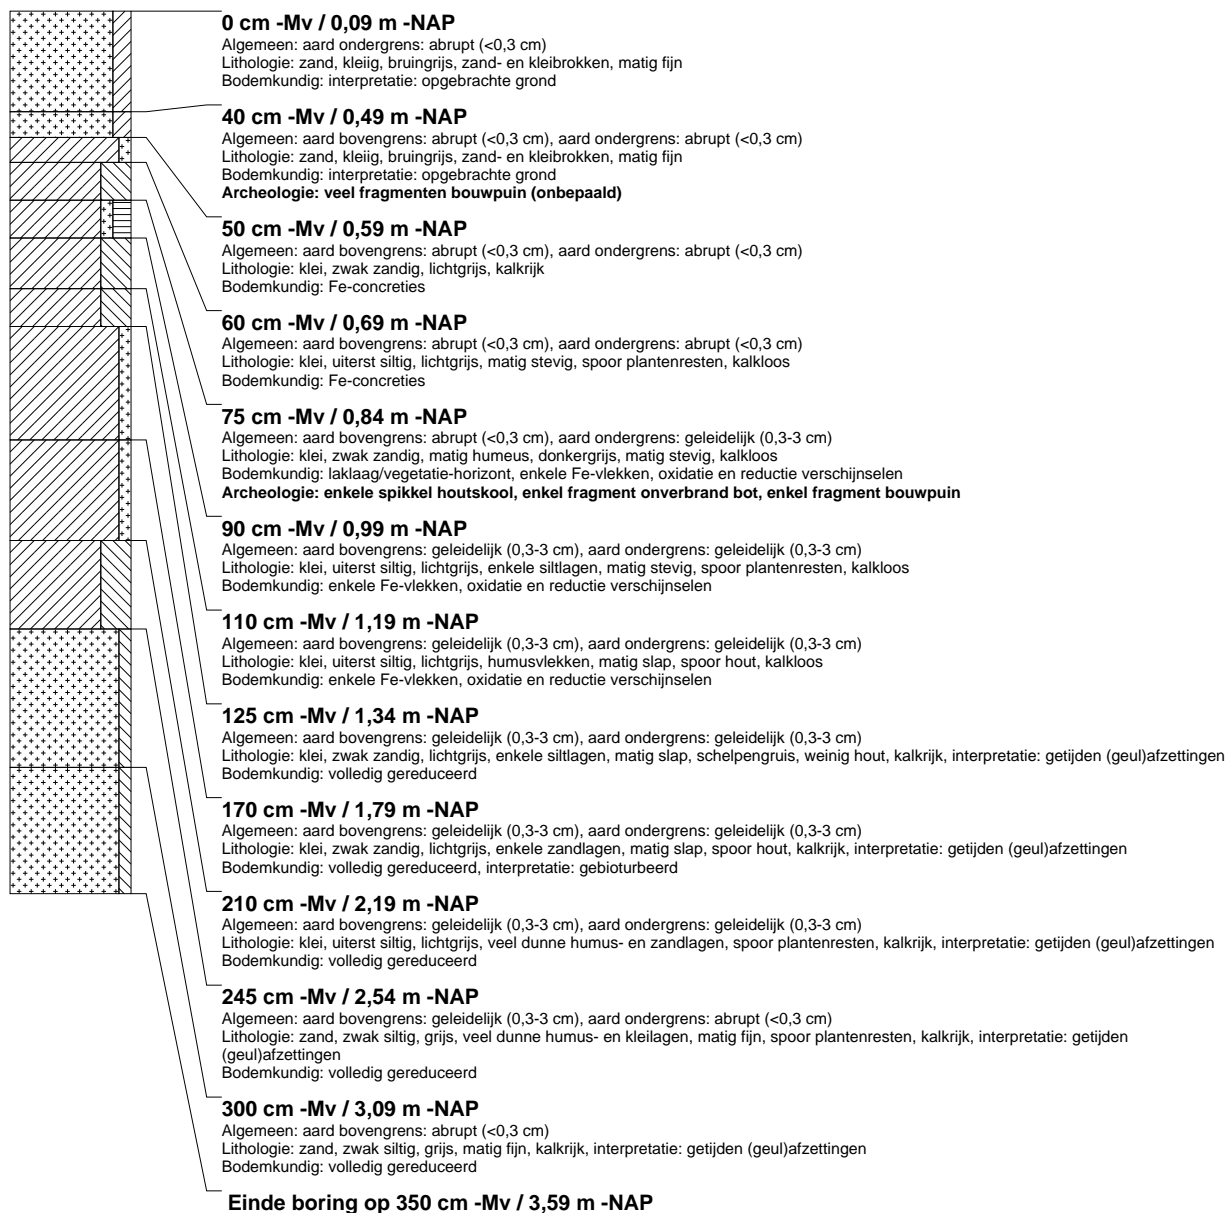 0 cm -Mv / 0,09 m -NAP
Algemeen: aard ondergrens: abrupt (<0,3 cm)
Lithologie: zand, kleiig, bruingrijs, zand- en kleibrokken, matig fijn
Bodemkundig: interpretatie: opgebrachte grond
40 cm -Mv / 0,49 m -NAP
Algemeen: aard bovengrens: abrupt (<0,3 cm), aard ondergrens: abrupt (<0,3 cm)
Lithologie: zand, kleiig, bruingrijs, zand- en kleibrokken, matig fijn
Bodemkundig: interpretatie: opgebrachte grond
Archeologie: veel fragmenten bouwpuin (onbepaald)
50 cm -Mv / 0,59 m -NAP
Algemeen: aard bovengrens: abrupt (<0,3 cm), aard ondergrens: abrupt (<0,3 cm)
Lithologie: klei, zwak zandig, lichtgrijs, kalkrijk
Bodemkundig: Fe-concreties
60 cm -Mv / 0,69 m -NAP
Algemeen: aard bovengrens: abrupt (<0,3 cm), aard ondergrens: abrupt (<0,3 cm)
Lithologie: klei, uiterst siltig, lichtgrijs, matig stevig, spoor plantenresten, kalkloos
Bodemkundig: Fe-concreties
75 cm -Mv / 0,84 m -NAP
Algemeen: aard bovengrens: abrupt (<0,3 cm), aard ondergrens: geleidelijk (0,3-3 cm)
Lithologie: klei, zwak zandig, matig humeus, donkergrijs, matig stevig, kalkloos
Bodemkundig: laklaag/vegetatie-horizont, enkele Fe-vlekken, oxidatie en reductie verschijnselen
Archeologie: enkele spikkel houtskool, enkel fragment onverbrand bot, enkel fragment bouwpuin
90 cm -Mv / 0,99 m -NAP
Algemeen: aard bovengrens: geleidelijk (0,3-3 cm), aard ondergrens: geleidelijk (0,3-3 cm)
Lithologie: klei, uiterst siltig, lichtgrijs, enkele siltlagen, matig stevig, spoor plantenresten, kalkloos
Bodemkundig: enkele Fe-vlekken, oxidatie en reductie verschijnselen
110 cm -Mv / 1,19 m -NAP
Algemeen: aard bovengrens: geleidelijk (0,3-3 cm), aard ondergrens: geleidelijk (0,3-3 cm)
Lithologie: klei, uiterst siltig, lichtgrijs, humusvlekken, matig slap, spoor hout, kalkloos
Bodemkundig: enkele Fe-vlekken, oxidatie en reductie verschijnselen
125 cm -Mv / 1,34 m -NAP
Algemeen: aard bovengrens: geleidelijk (0,3-3 cm), aard ondergrens: geleidelijk (0,3-3 cm)
Lithologie: klei, zwak zandig, lichtgrijs, enkele siltlagen, matig slap, schelpengruis, weinig hout, kalkrijk, interpretatie: getijden (geul)afzettingen
Bodemkundig: volledig gereduceerd
170 cm -Mv / 1,79 m -NAP
Algemeen: aard bovengrens: geleidelijk (0,3-3 cm), aard ondergrens: geleidelijk (0,3-3 cm)
Lithologie: klei, zwak zandig, lichtgrijs, enkele zandlagen, matig slap, spoor hout, kalkrijk, interpretatie: getijden (geul)afzettingen
Bodemkundig: volledig gereduceerd, interpretatie: gebioturbeerd
210 cm -Mv / 2,19 m -NAP
Algemeen: aard bovengrens: geleidelijk (0,3-3 cm), aard ondergrens: geleidelijk (0,3-3 cm)
Lithologie: klei, uiterst siltig, lichtgrijs, veel dunne humus- en zandlagen, spoor plantenresten, kalkrijk, interpretatie: getijden (geul)afzettingen
Bodemkundig: volledig gereduceerd
245 cm -Mv / 2,54 m -NAP
Algemeen: aard bovengrens: geleidelijk (0,3-3 cm), aard ondergrens: abrupt (<0,3 cm)
Lithologie: zand, zwak siltig, grijs, veel dunne humus- en kleilagen, matig fijn, spoor plantenresten, kalkrijk, interpretatie: getijden
(geul)afzettingen
Bodemkundig: volledig gereduceerd
300 cm -Mv / 3,09 m -NAP
Algemeen: aard bovengrens: abrupt (<0,3 cm)
Lithologie: zand, zwak siltig, grijs, matig fijn, kalkrijk, interpretatie: getijden (geul)afzettingen
Bodemkundig: volledig gereduceerd
Einde boring op 350 cm -Mv / 3,59 m -NAP